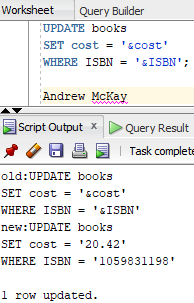 Worksheet Query Builder
UPDATE books
SET cost = '&cost'
WHERE ISBN = '&ISBN';
Andrew McKay
Script Output x Query Result
Task complete
old:UPDATE books
SET cost = '&cost'
WHERE ISBN = '&ISBN'
new:UPDATE books
SET cost = '20.42'
WHERE ISBN = '1059831198'
1 row updated.